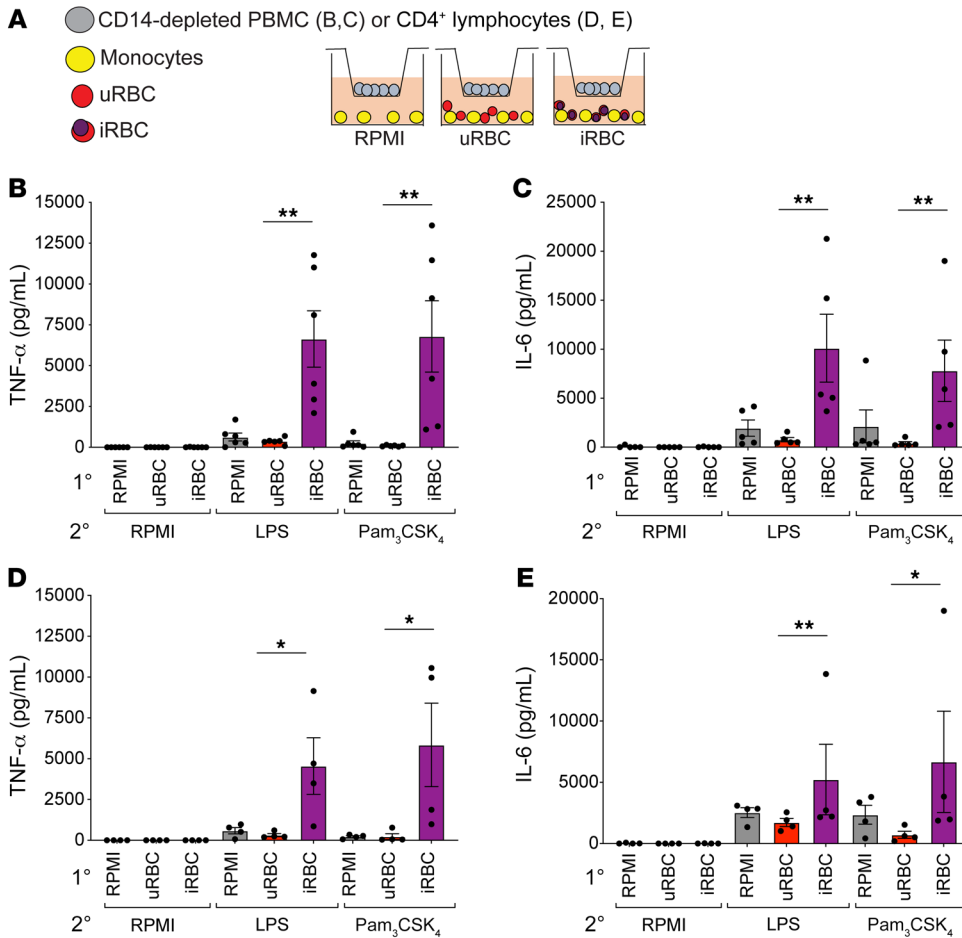 A
CD14-depleted PBMC (B,C) or CD4⁺ lymphocytes (D, E)
Monocytes
uRBC
iRBC
RPMI uRBC iRBC
B
TNF-α (pg/mL)
15000
12500
10000
7500
5000
2500
0
** **
1° RPMI uRBC iRBC RPMI uRBC iRBC RPMI uRBC iRBC
2° RPMI LPS Pam₃CSK₄
C
IL-6 (pg/mL)
25000
20000
15000
10000
5000
0
** **
1° RPMI uRBC iRBC RPMI uRBC iRBC RPMI uRBC iRBC
2° RPMI LPS Pam₃CSK₄
D
TNF-α (pg/mL)
15000
12500
10000
7500
5000
2500
0
* *
1° RPMI uRBC iRBC RPMI uRBC iRBC RPMI uRBC iRBC
2° RPMI LPS Pam₃CSK₄
E
IL-6 (pg/mL)
20000
15000
10000
5000
0
** *
1° RPMI uRBC iRBC RPMI uRBC iRBC RPMI uRBC iRBC
2° RPMI LPS Pam₃CSK₄